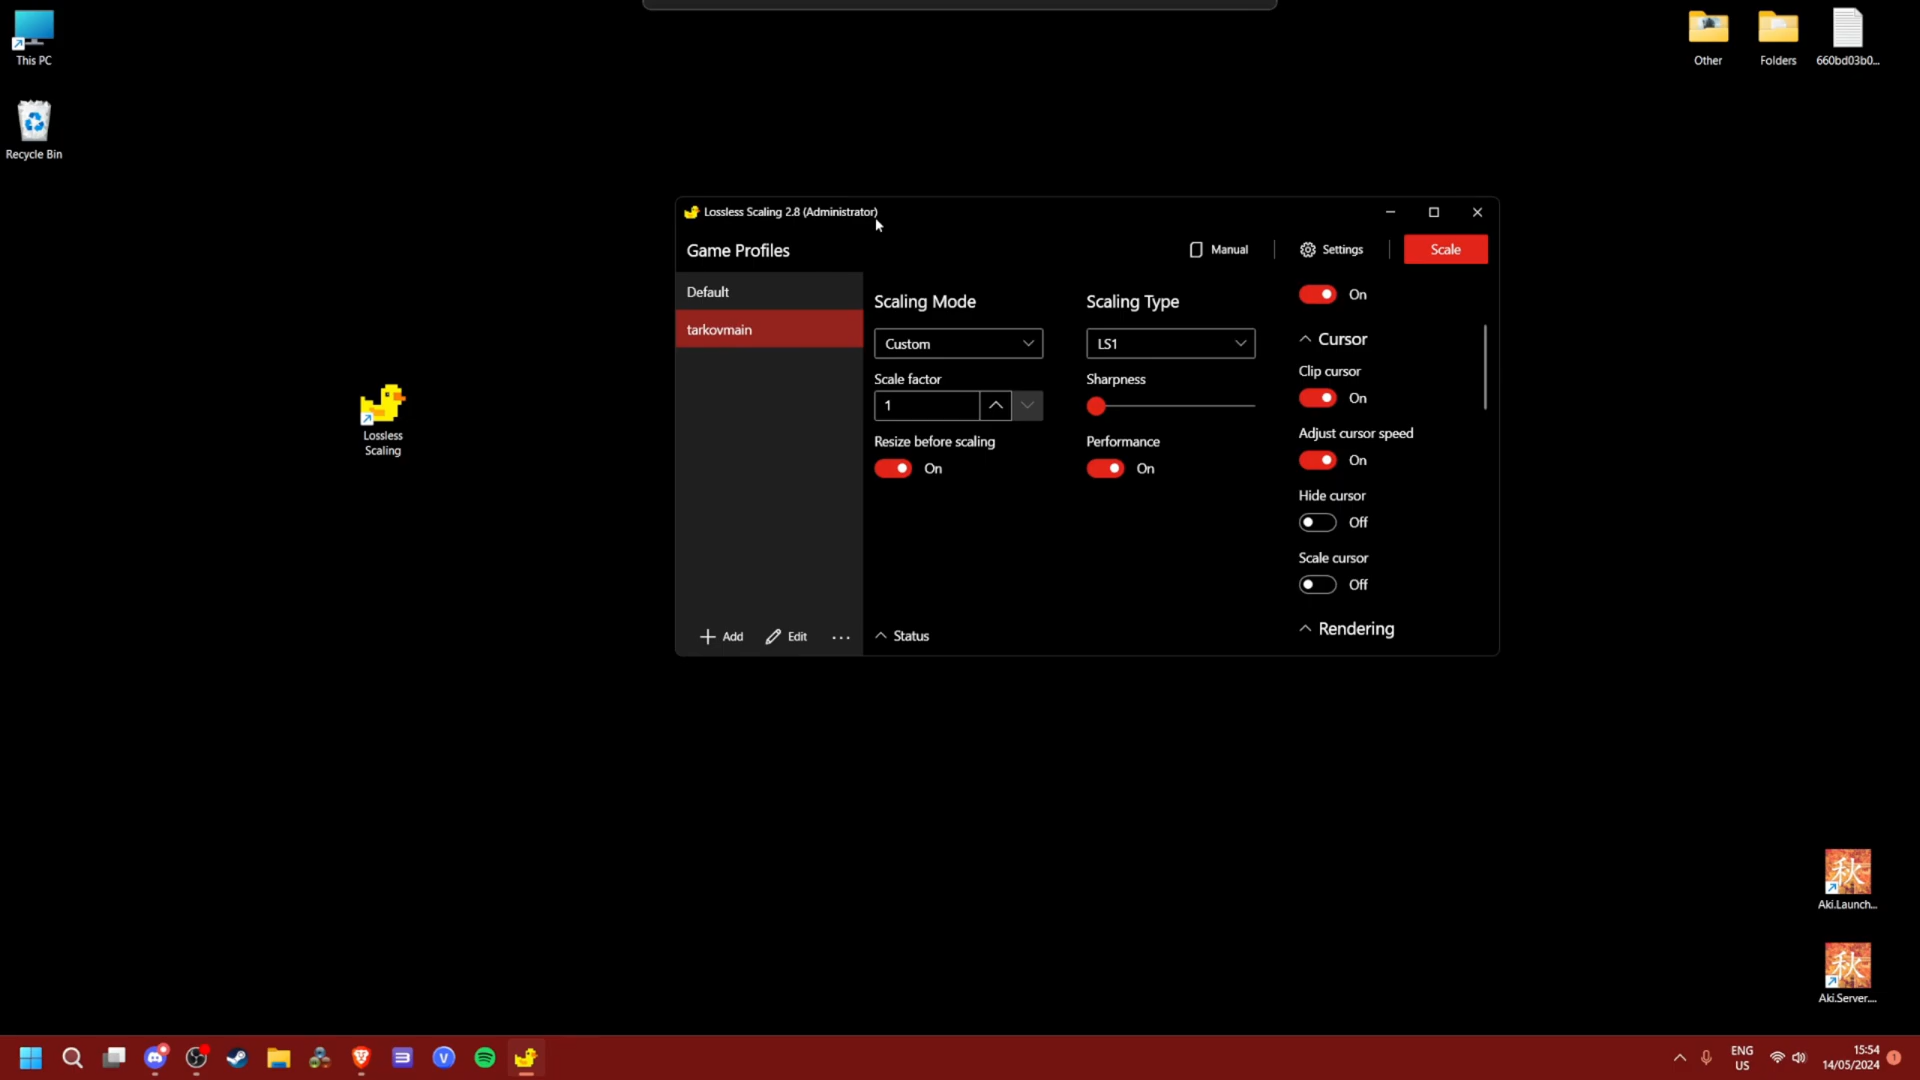 This PC
Recycle Bin
Other
Folders
660bd03b0...
Lossless
Scaling
Lossless Scaling 2.8 (Administrator)
Game Profiles
Manual
Settings
Scale
Default
tarkovmain
Add
Edit
...
Scaling Mode
Custom
Scale factor
1
Resize before scaling
On
Scaling Type
LS1
Sharpness
Performance
On
On
Cursor
Clip cursor
On
Adjust cursor speed
On
Hide cursor
Off
Scale cursor
Off
Rendering
Status
秋
Aki.Launch...
秋
Aki.Server....
V
ENG
US
15:54
14/05/2024
1